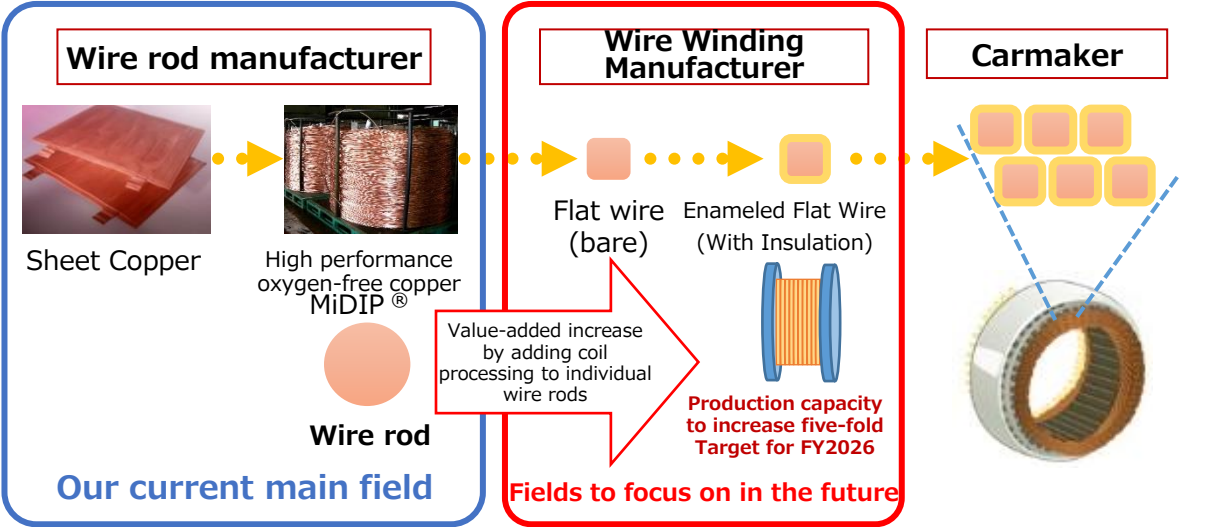 Wire rod manufacturer
Sheet Copper
High performance
oxygen-free copper
MiDIP ®
Wire rod
Our current main field
Wire Winding
Manufacturer
Flat wire
(bare)
Enameled Flat Wire
(With Insulation)
Value-added increase
by adding coil
processing to individual
wire rods
Production capacity
to increase five-fold
Target for FY2026
Fields to focus on in the future
Carmaker